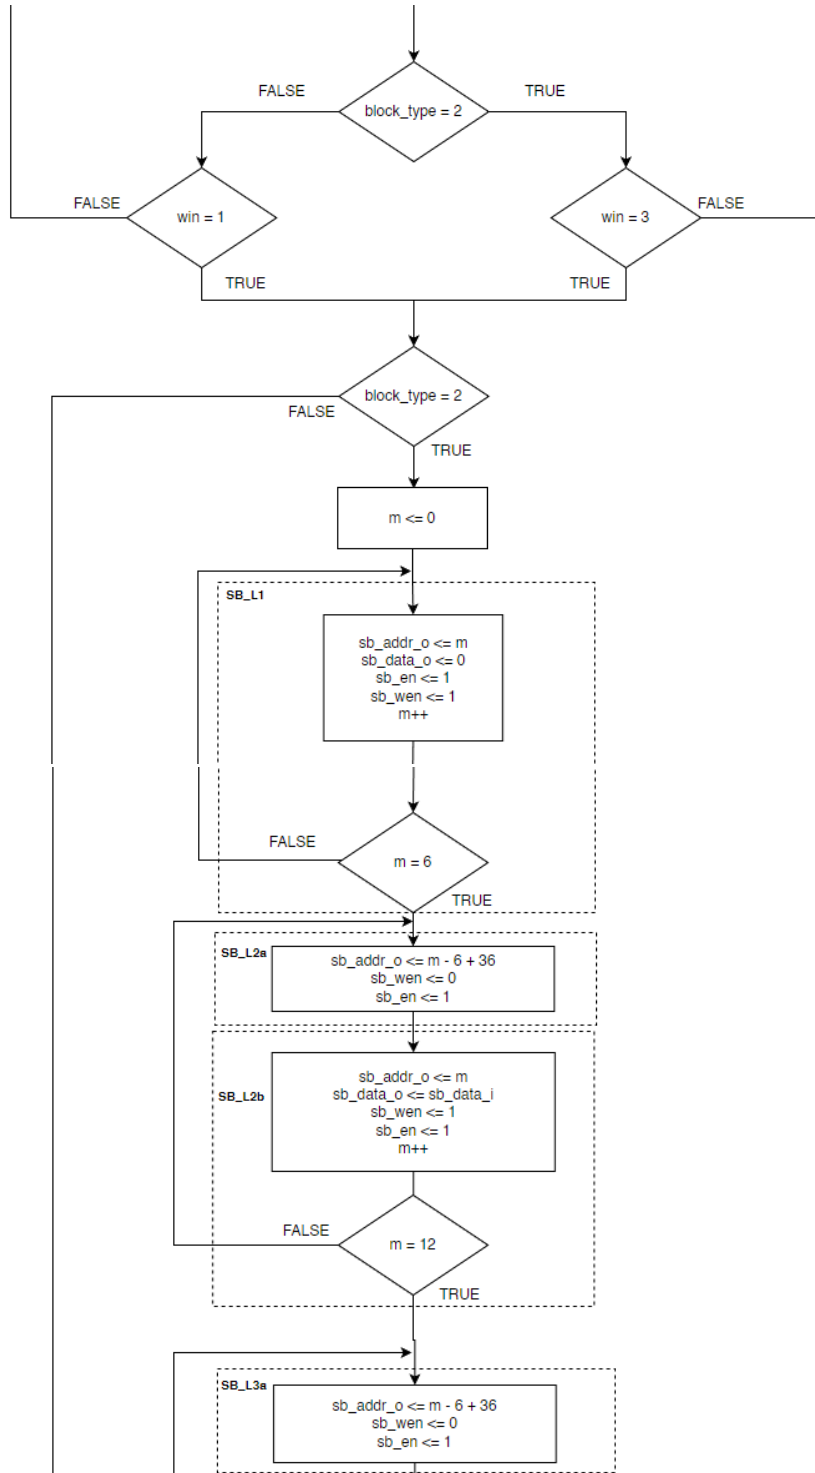 FALSE
TRUE
block_type = 2
FALSE
win = 1
win = 3
FALSE
TRUE
TRUE
block_type = 2
FALSE
TRUE
m <= 0
SB_L1
sb_addr_o <= m
sb_data_o <= 0
sb_en <= 1
sb_wen <= 1
m++
FALSE
m = 6
TRUE
SB_L2a
sb_addr_o <= m - 6 + 36
sb_wen <= 0
sb_en <= 1
SB_L2b
sb_addr_o <= m
sb_data_o <= sb_data_i
sb_wen <= 1
sb_en <= 1
m++
FALSE
m = 12
TRUE
SB_L3a
sb_addr_o <= m - 6 + 36
sb_wen <= 0
sb_en <= 1